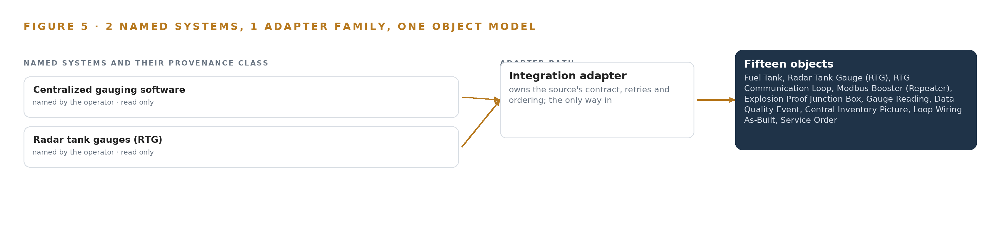 FIGURE 5 · 2 NAMED SYSTEMS, 1 ADAPTER FAMILY, ONE OBJECT MODEL
NAMED SYSTEMS AND THEIR PROVENANCE CLASS
Centralized gauging software
named by the operator · read only
Radar tank gauges (RTG)
named by the operator · read only
ADAPTER PATH
Integration adapter
owns the source's contract, retries and
ordering; the only way in
Fifteen objects
Fuel Tank, Radar Tank Gauge (RTG), RTG
Communication Loop, Modbus Booster (Repeater),
Explosion Proof Junction Box, Gauge Reading, Data
Quality Event, Central Inventory Picture, Loop Wiring
As-Built, Service Order